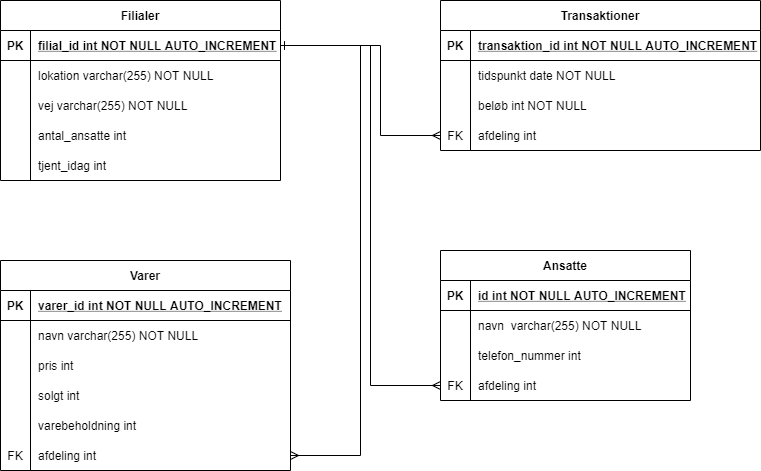 Filialer
PK filial_id int NOT NULL AUTO_INCREMENT
lokation varchar(255) NOT NULL
vej varchar(255) NOT NULL
antal_ansatte int
tjent_idag int
Transaktioner
PK transaktion_id int NOT NULL AUTO_INCREMENT
tidspunkt date NOT NULL
beløb int NOT NULL
FK afdeling int
Varer
PK varer_id int NOT NULL AUTO_INCREMENT
navn varchar(255) NOT NULL
pris int
solgt int
varebeholdning int
FK afdeling int
Ansatte
PK id int NOT NULL AUTO_INCREMENT
navn varchar(255) NOT NULL
telefon_nummer int
FK afdeling int